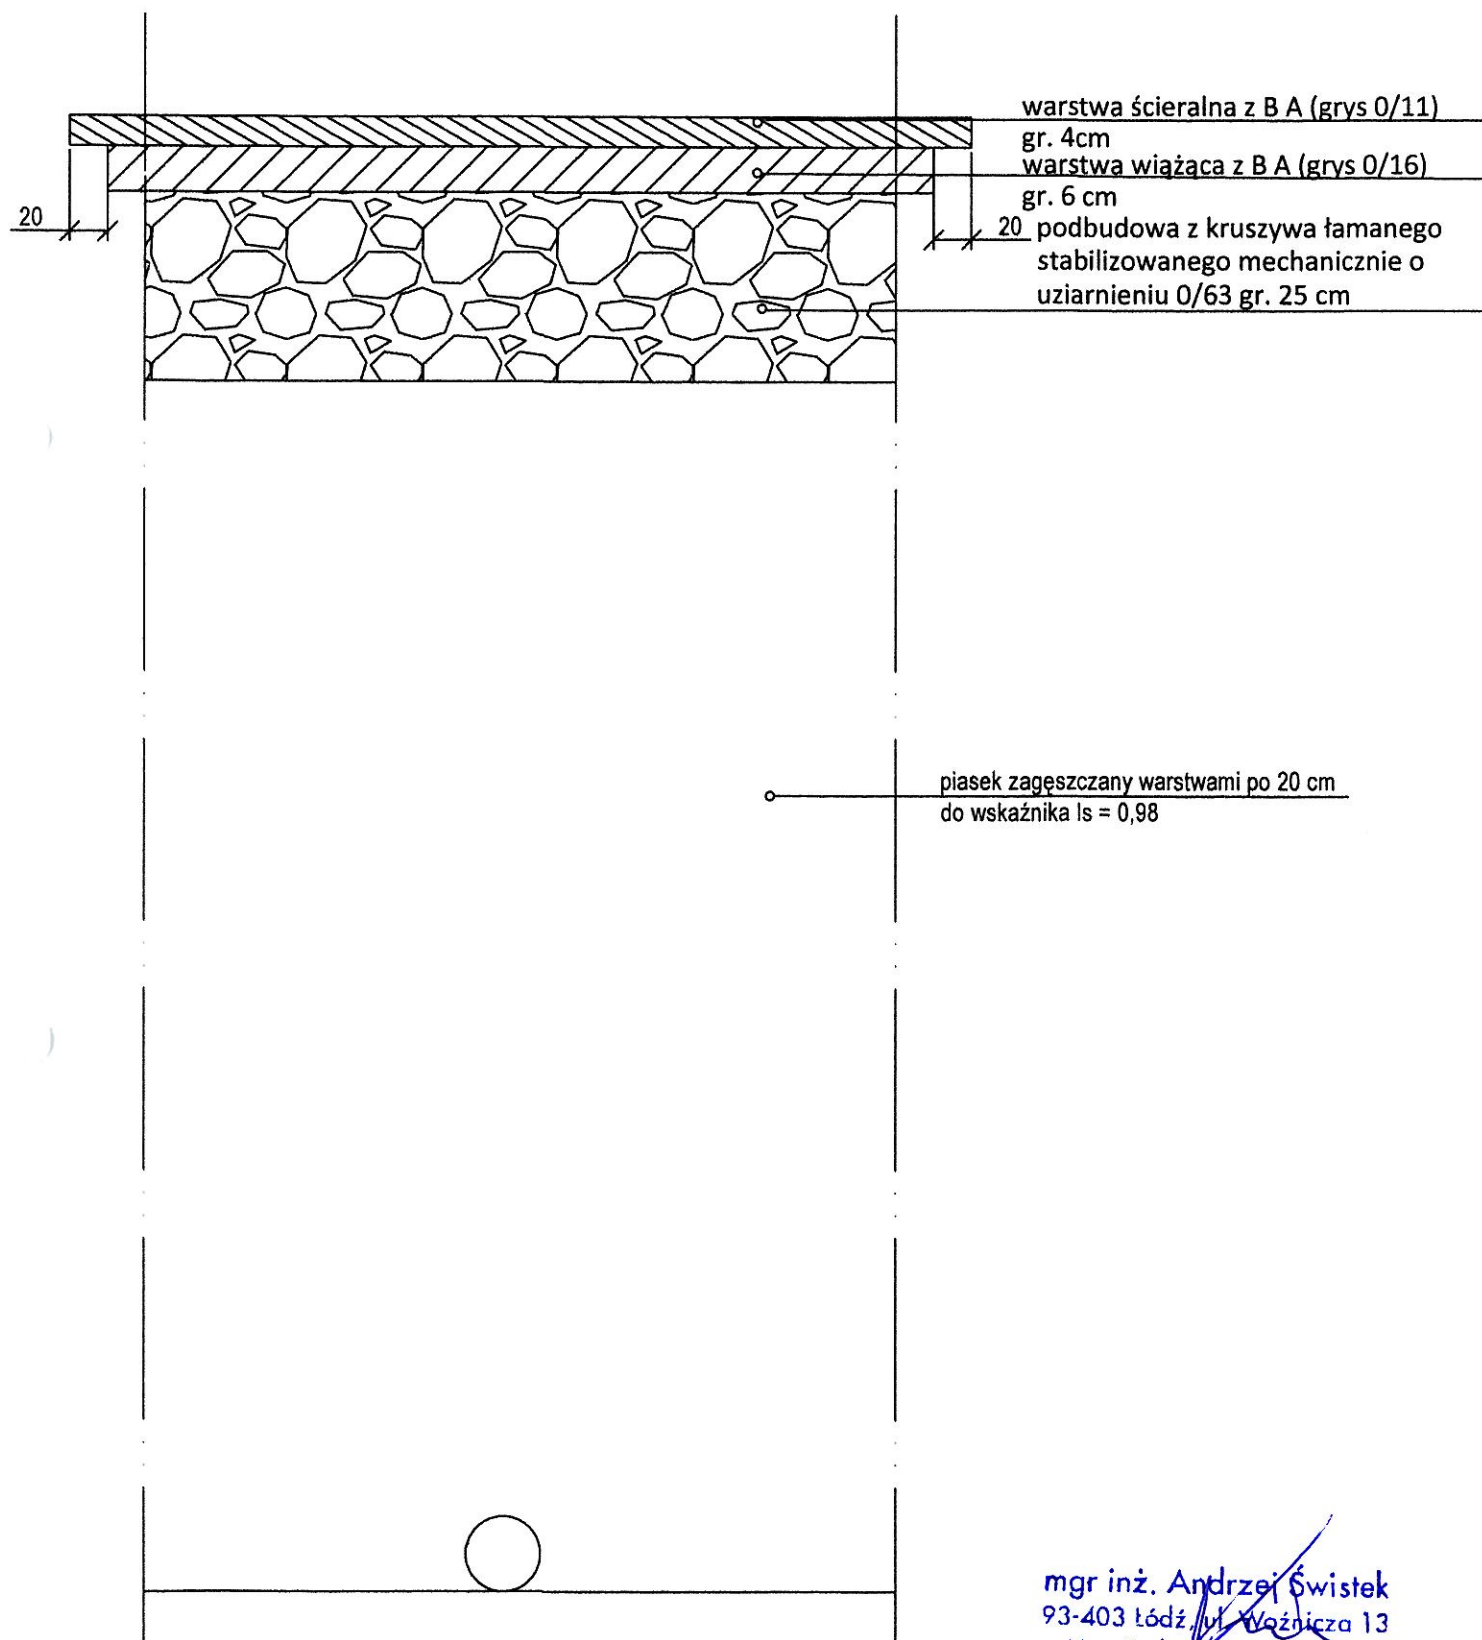 warstwa ścieralna z B A (grys 0/11)
gr. 4cm
warstwa wiążąca z B A (grys 0/16)
gr. 6 cm
20
20
podbudowa z kruszywa łamanego
stabilizowanego mechanicznie o
uziarnieniu 0/63 gr. 25 cm
piasek zagęszczany warstwami po 20 cm
do wskaźnika Is = 0,98
mgr inż. Andrzej Świstek
93-403 Łódź, ul. Woźnicza 13